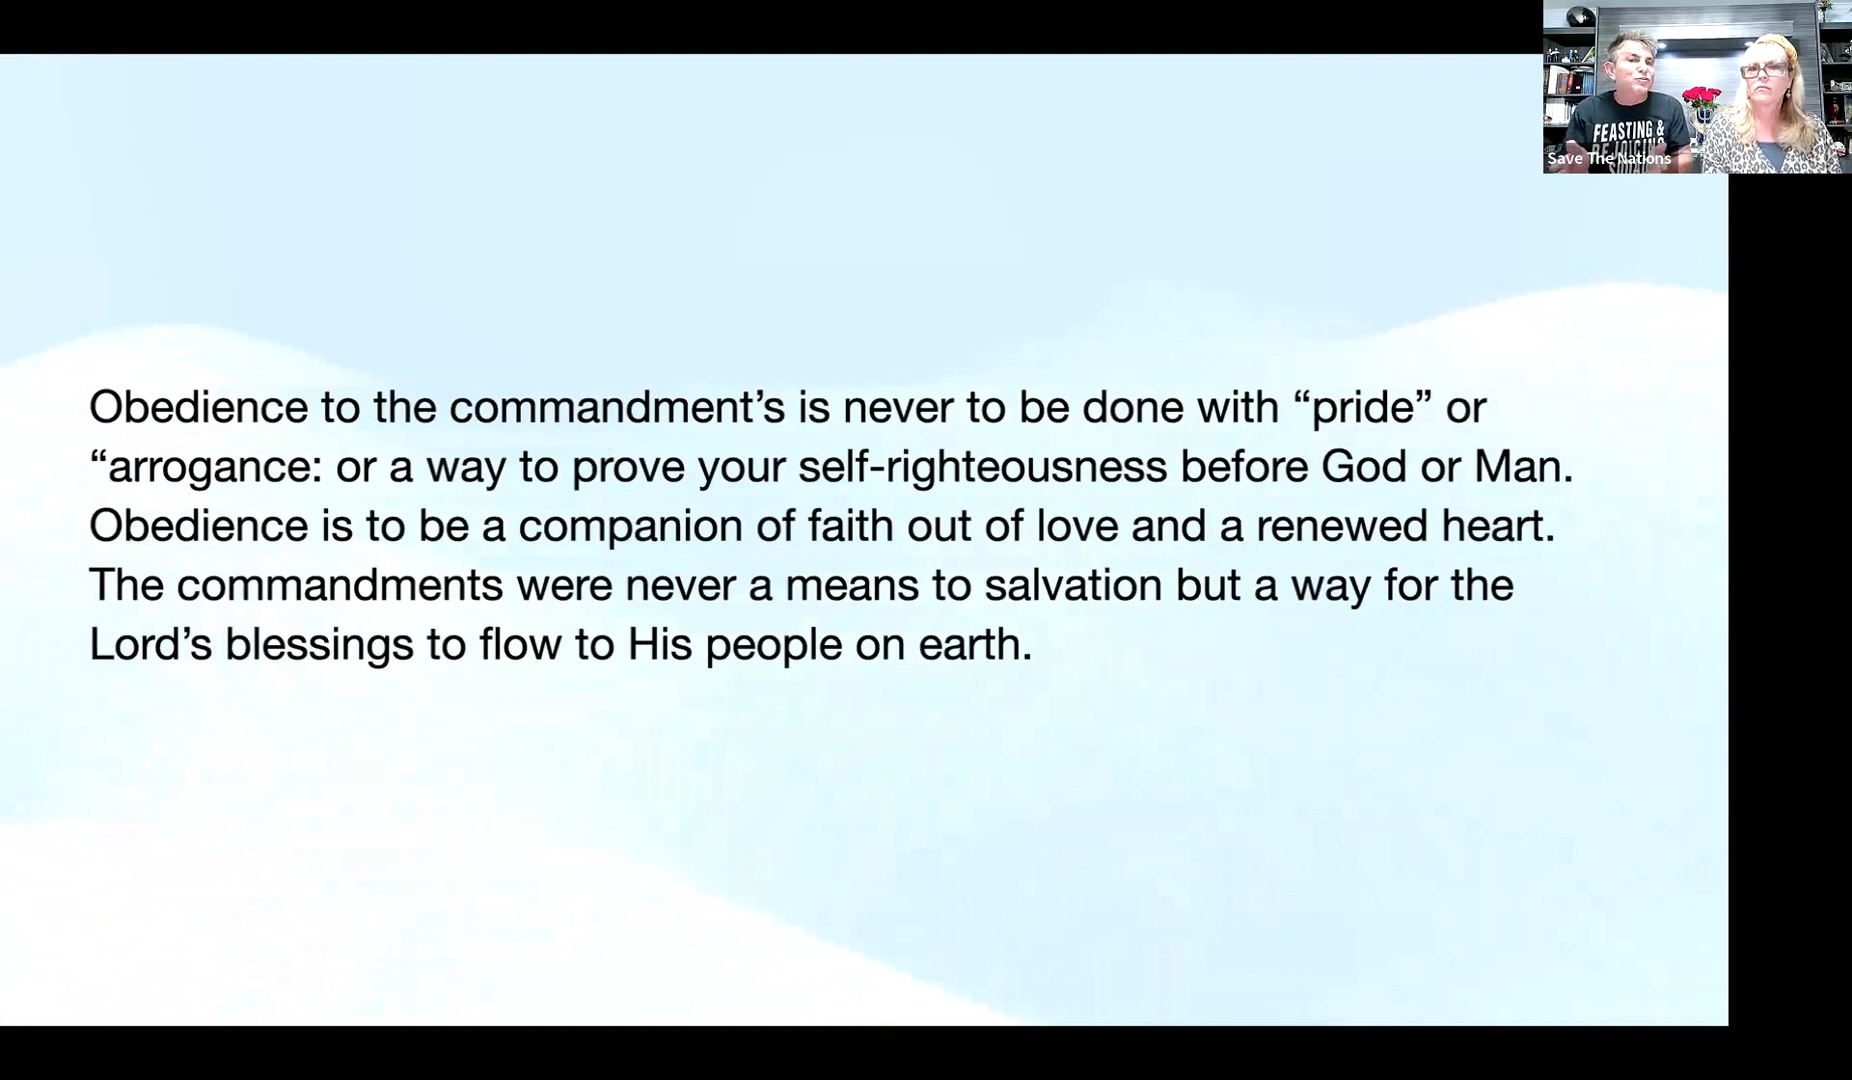 FEASTING &
REJOICING
SQUAD
Save The Nations
Obedience to the commandment’s is never to be done with “pride” or
“arrogance: or a way to prove your self-righteousness before God or Man.
Obedience is to be a companion of faith out of love and a renewed heart.
The commandments were never a means to salvation but a way for the
Lord’s blessings to flow to His people on earth.